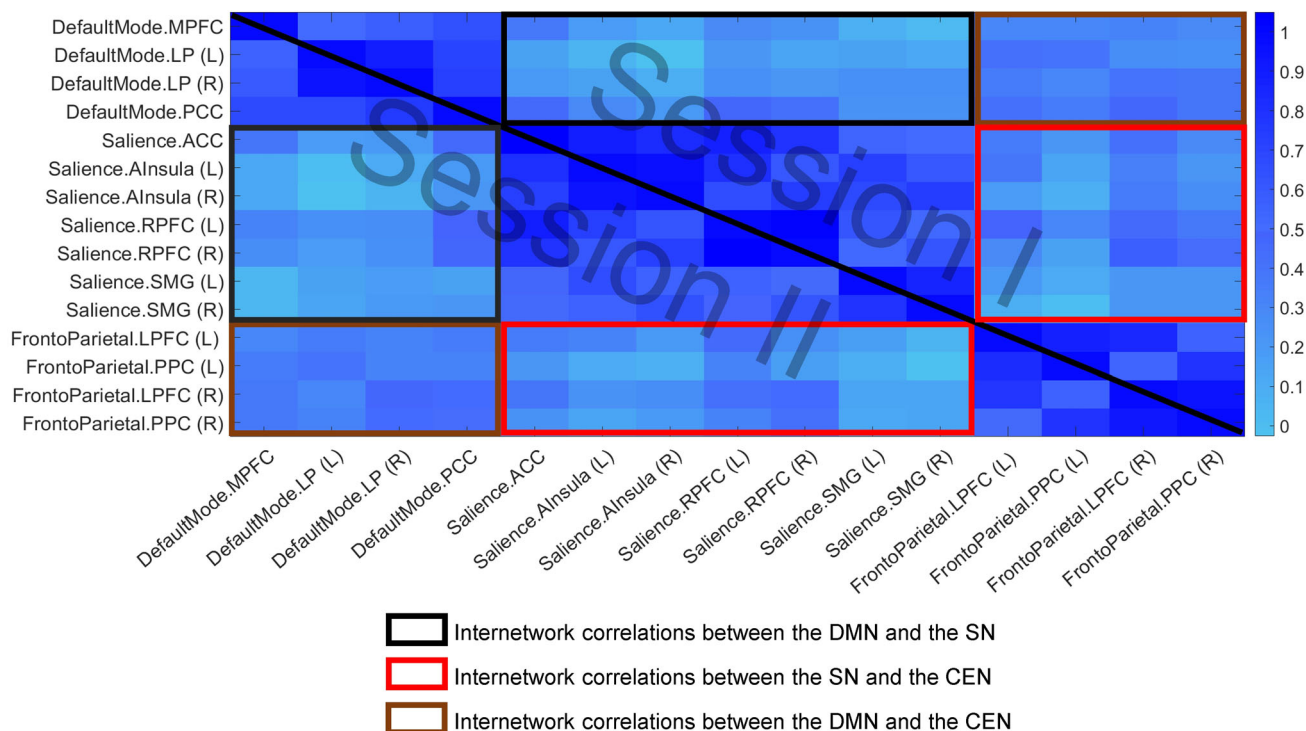 DefaultMode.MPFC
DefaultMode.LP (L)
DefaultMode.LP (R)
DefaultMode.PCC
Salience.ACC
Salience.AInsula (L)
Salience.AInsula (R)
Salience.RPFC (L)
Salience.RPFC (R)
Salience.SMG (L)
Salience.SMG (R)
FrontoParietal.LPFC (L)
FrontoParietal.PPC (L)
FrontoParietal.LPFC (R)
FrontoParietal.PPC (R)
Session I
Session II
1
0.9
0.8
0.7
0.6
0.5
0.4
0.3
0.2
0.1
0
DefaultMode.MPFC
DefaultMode.LP (L)
DefaultMode.LP (R)
DefaultMode.PCC
Salience.ACC
Salience.AInsula (L)
Salience.AInsula (R)
Salience.RPFC (L)
Salience.RPFC (R)
Salience.SMG (L)
Salience.SMG (R)
FrontoParietal.LPFC (L)
FrontoParietal.PPC (L)
FrontoParietal.LPFC (R)
FrontoParietal.PPC (R)
Internetwork correlations between the DMN and the SN
Internetwork correlations between the SN and the CEN
Internetwork correlations between the DMN and the CEN